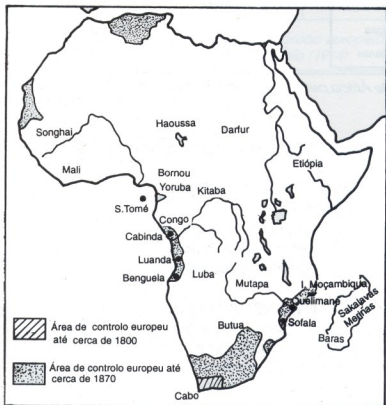 Songhai
Haoussa
Darfur
Mali
Bornou
Yoruba
Etiópia
Kitaba
S.Tomé
Congo
Cabinda
Luanda
Benguela
Luba
Mutapa
I. Moçambique
Quelimane
Sofala
Sakalavas
Merinas
Baras
Butua
Cabo
Área de controlo europeu
até cerca de 1800
Área de controlo europeu até
cerca de 1870